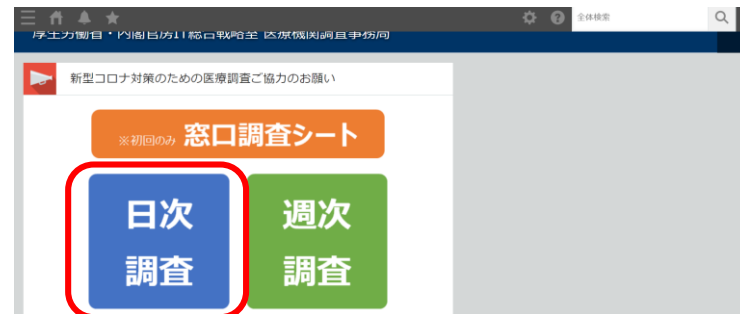 全体検索
厚生労働省・内閣官房IT総合戦略室 医療機関調査事務局
新型コロナ対策のための医療調査ご協力のお願い
※初回のみ 窓口調査シート
日次
調査
週次
調査